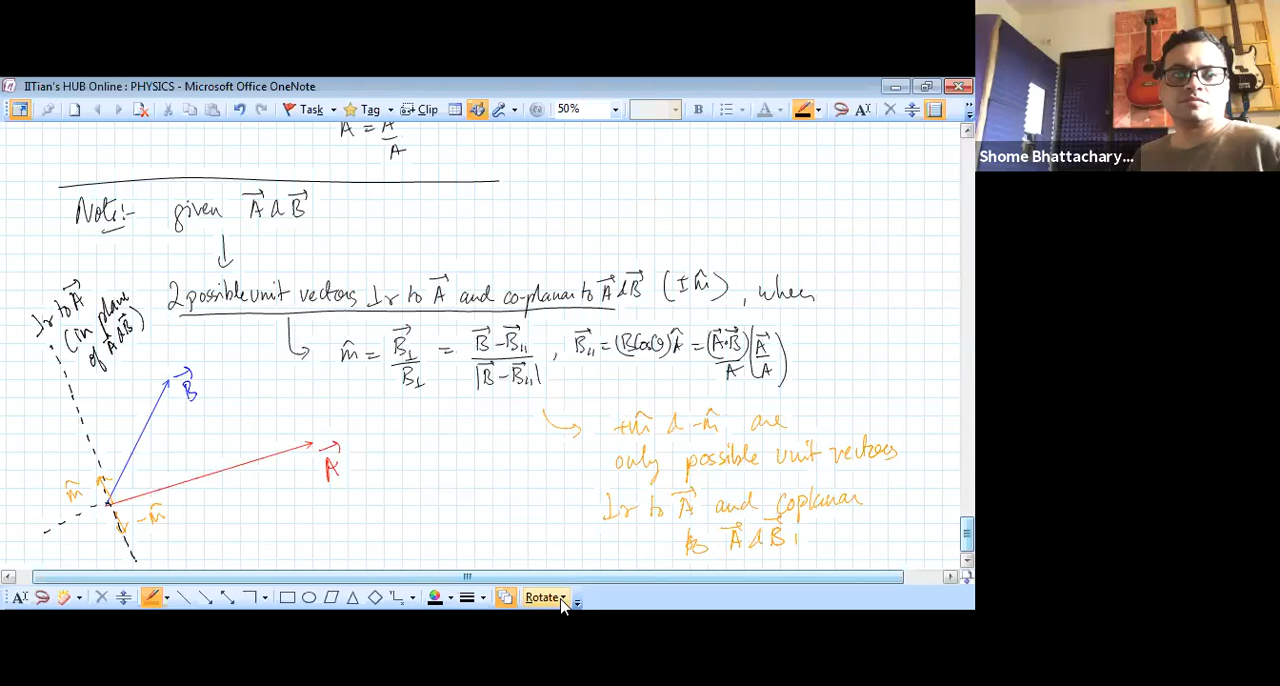 IITian's HUB Online : PHYSICS - Microsoft Office OneNote
Task Tag Clip 50% B
Â = A⃗/A
Note:- given A⃗ & B⃗
↓
2 possible unit vectors ⊥r to A⃗ and co-planar to A⃗ & B⃗ (±m̂), where
m̂ = B⃗⊥/B⊥ = (B⃗ - B⃗||)/|B⃗ - B⃗||| , B⃗|| = (Bcosθ)Â = (A⃗·B⃗)/A (A⃗/A)
⊥r to A⃗
(in plane
of A⃗ & B⃗)
B⃗
A⃗
m̂
-m̂
+m̂ & -m̂ are
only possible unit vectors
⊥r to A⃗ and coplanar
to A⃗ & B⃗
Rotate
Shome Bhattachary...